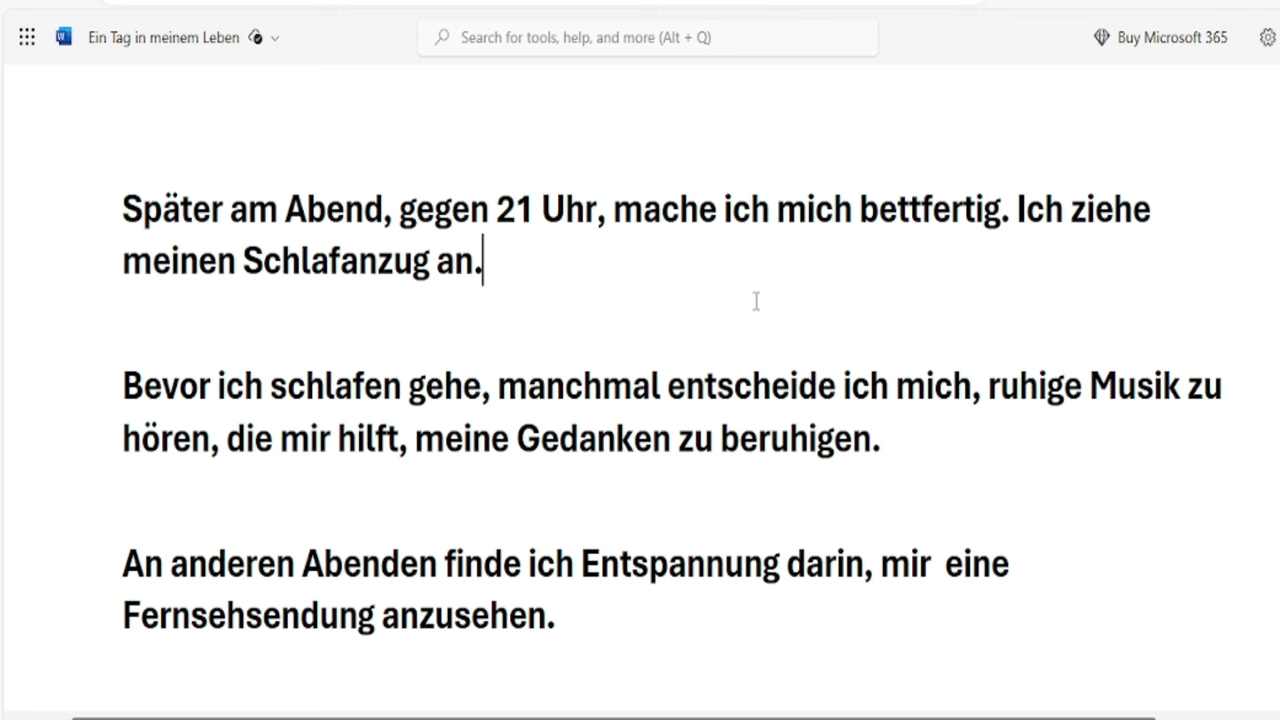 Ein Tag in meinem Leben
Search for tools, help, and more (Alt + Q)
Buy Microsoft 365
Später am Abend, gegen 21 Uhr, mache ich mich bettfertig. Ich ziehe
meinen Schlafanzug an.
Bevor ich schlafen gehe, manchmal entscheide ich mich, ruhige Musik zu
hören, die mir hilft, meine Gedanken zu beruhigen.
An anderen Abenden finde ich Entspannung darin, mir  eine
Fernsehsendung anzusehen.